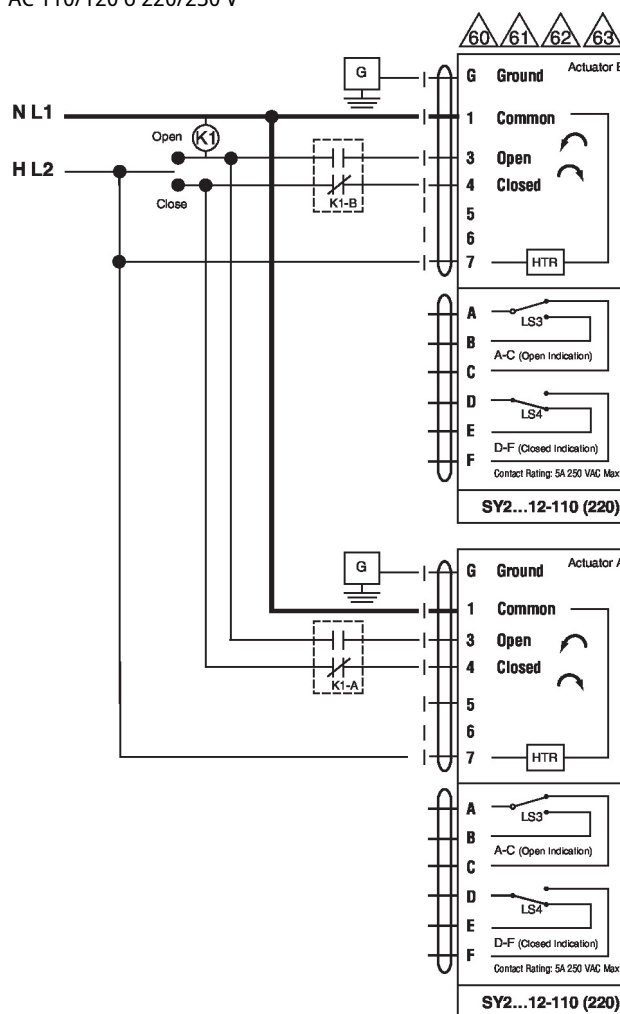 AC 110/120 o 220/230 V
60 61 62 63
G
G Ground
Actuator B
N L1
1 Common
Open
K1
3 Open
H L2
4 Closed
Close
K1-B
5
6
7
HTR
A
LS3
B
A-C (Open Indication)
C
D
LS4
E
D-F (Closed Indication)
F
Contact Rating: 5A 250 VAC Max
SY2...12-110 (220)
G
G Ground
Actuator A
1 Common
3 Open
4 Closed
K1-A
5
6
7
HTR
A
LS3
B
A-C (Open Indication)
C
D
LS4
E
D-F (Closed Indication)
F
Contact Rating: 5A 250 VAC Max
SY2...12-110 (220)